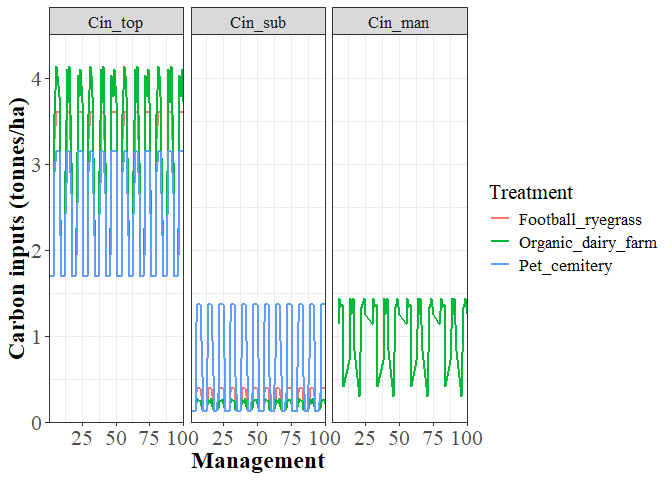 Cin_top Cin_sub Cin_man
Carbon inputs (tonnes/ha)
4
3
2
1
0
25 50 75 100 25 50 75 100 25 50 75 100
Management
Treatment
Football_ryegrass
Organic_dairy_farm
Pet_cemitery